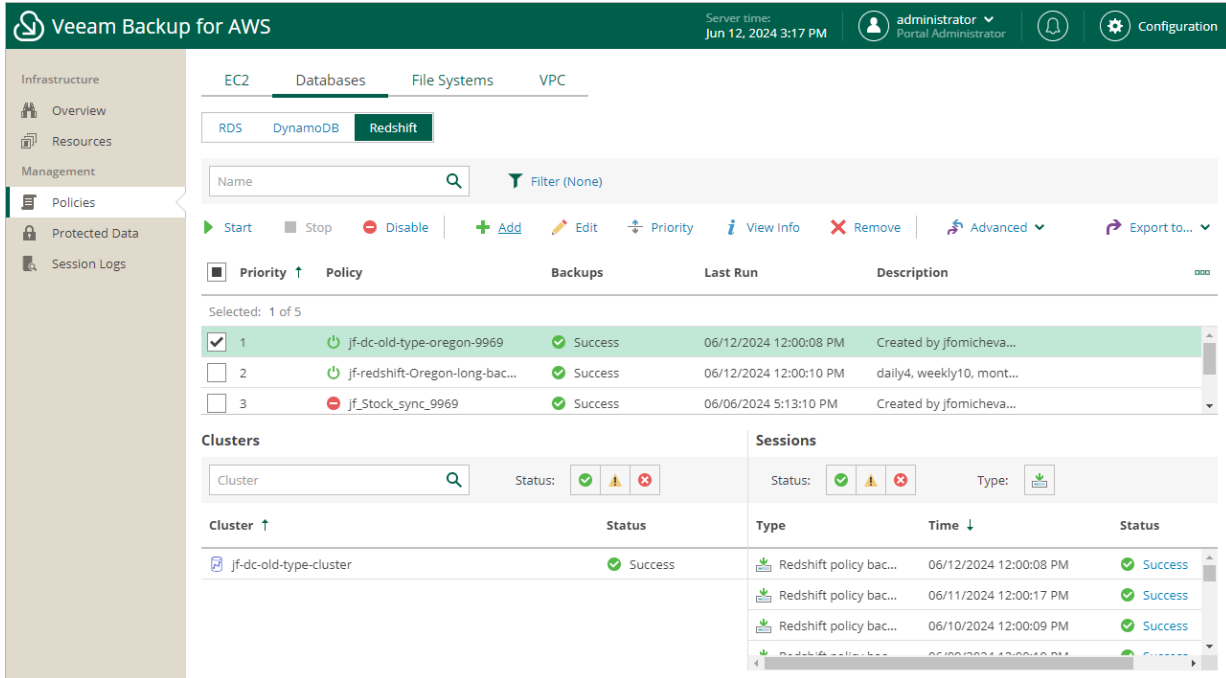 Veeam Backup for AWS
Server time:
Jun 12, 2024 3:17 PM
administrator
Portal Administrator
Configuration
Infrastructure
Overview
Resources
Management
Policies
Protected Data
Session Logs
EC2 Databases File Systems VPC
RDS DynamoDB Redshift
Name Filter (None)
Start Stop Disable Add Edit Priority View Info Remove Advanced Export to...
Priority Policy Backups Last Run Description
Selected: 1 of 5
1 jf-dc-old-type-oregon-9969 Success 06/12/2024 12:00:08 PM Created by jfomicheva...
2 jf-redshift-Oregon-long-bac... Success 06/12/2024 12:00:10 PM daily4, weekly10, mont...
3 jf_Stock_sync_9969 Success 06/06/2024 5:13:10 PM Created by jfomicheva...
Clusters
Cluster Status:
Cluster Status
jf-dc-old-type-cluster Success
Sessions
Status: Type:
Type Time Status
Redshift policy bac... 06/12/2024 12:00:08 PM Success
Redshift policy bac... 06/11/2024 12:00:17 PM Success
Redshift policy bac... 06/10/2024 12:00:09 PM Success